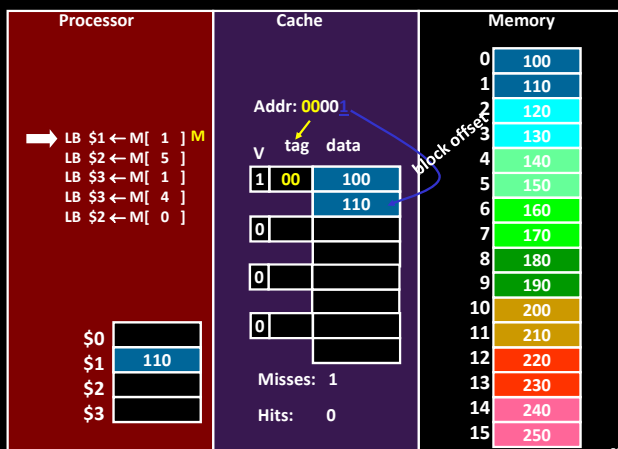 Processor
LB $1 ← M[ 1 ] M
LB $2 ← M[ 5 ]
LB $3 ← M[ 1 ]
LB $3 ← M[ 4 ]
LB $2 ← M[ 0 ]
$0
$1 110
$2
$3
Cache
Addr: 00001
block offset
V tag data
1 00 100
110
0
0
0
Misses: 1
Hits: 0
Memory
0 100
1 110
2 120
3 130
4 140
5 150
6 160
7 170
8 180
9 190
10 200
11 210
12 220
13 230
14 240
15 250